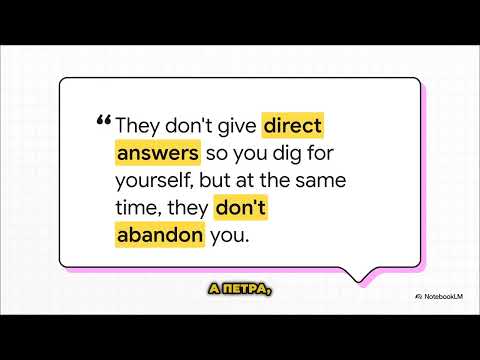 “ They don't give direct
answers so you dig for
yourself, but at the same
time, they don't
abandon you.
А ПЕТРА,
NotebookLM